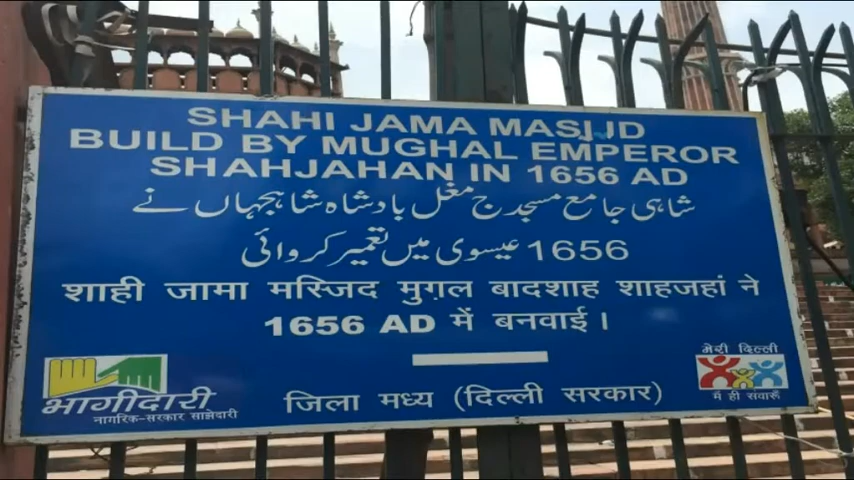 SHAHI JAMA MASJID
BUILD BY MUGHAL EMPEROR
SHAHJAHAN IN 1656 AD
شاہی جامع مسجد ج مغل بادشاہ شاہجہاں نے
1656 عیسوی میں تعمیر کروائی
शाही जामा मस्जिद मुग़ल बादशाह शाहजहां ने
1656 AD में बनवाई।
भागीदारी
नागरिक-सरकार साझेदारी
जिला मध्य (दिल्ली सरकार)
मेरी दिल्ली
मैं ही संवारूँ